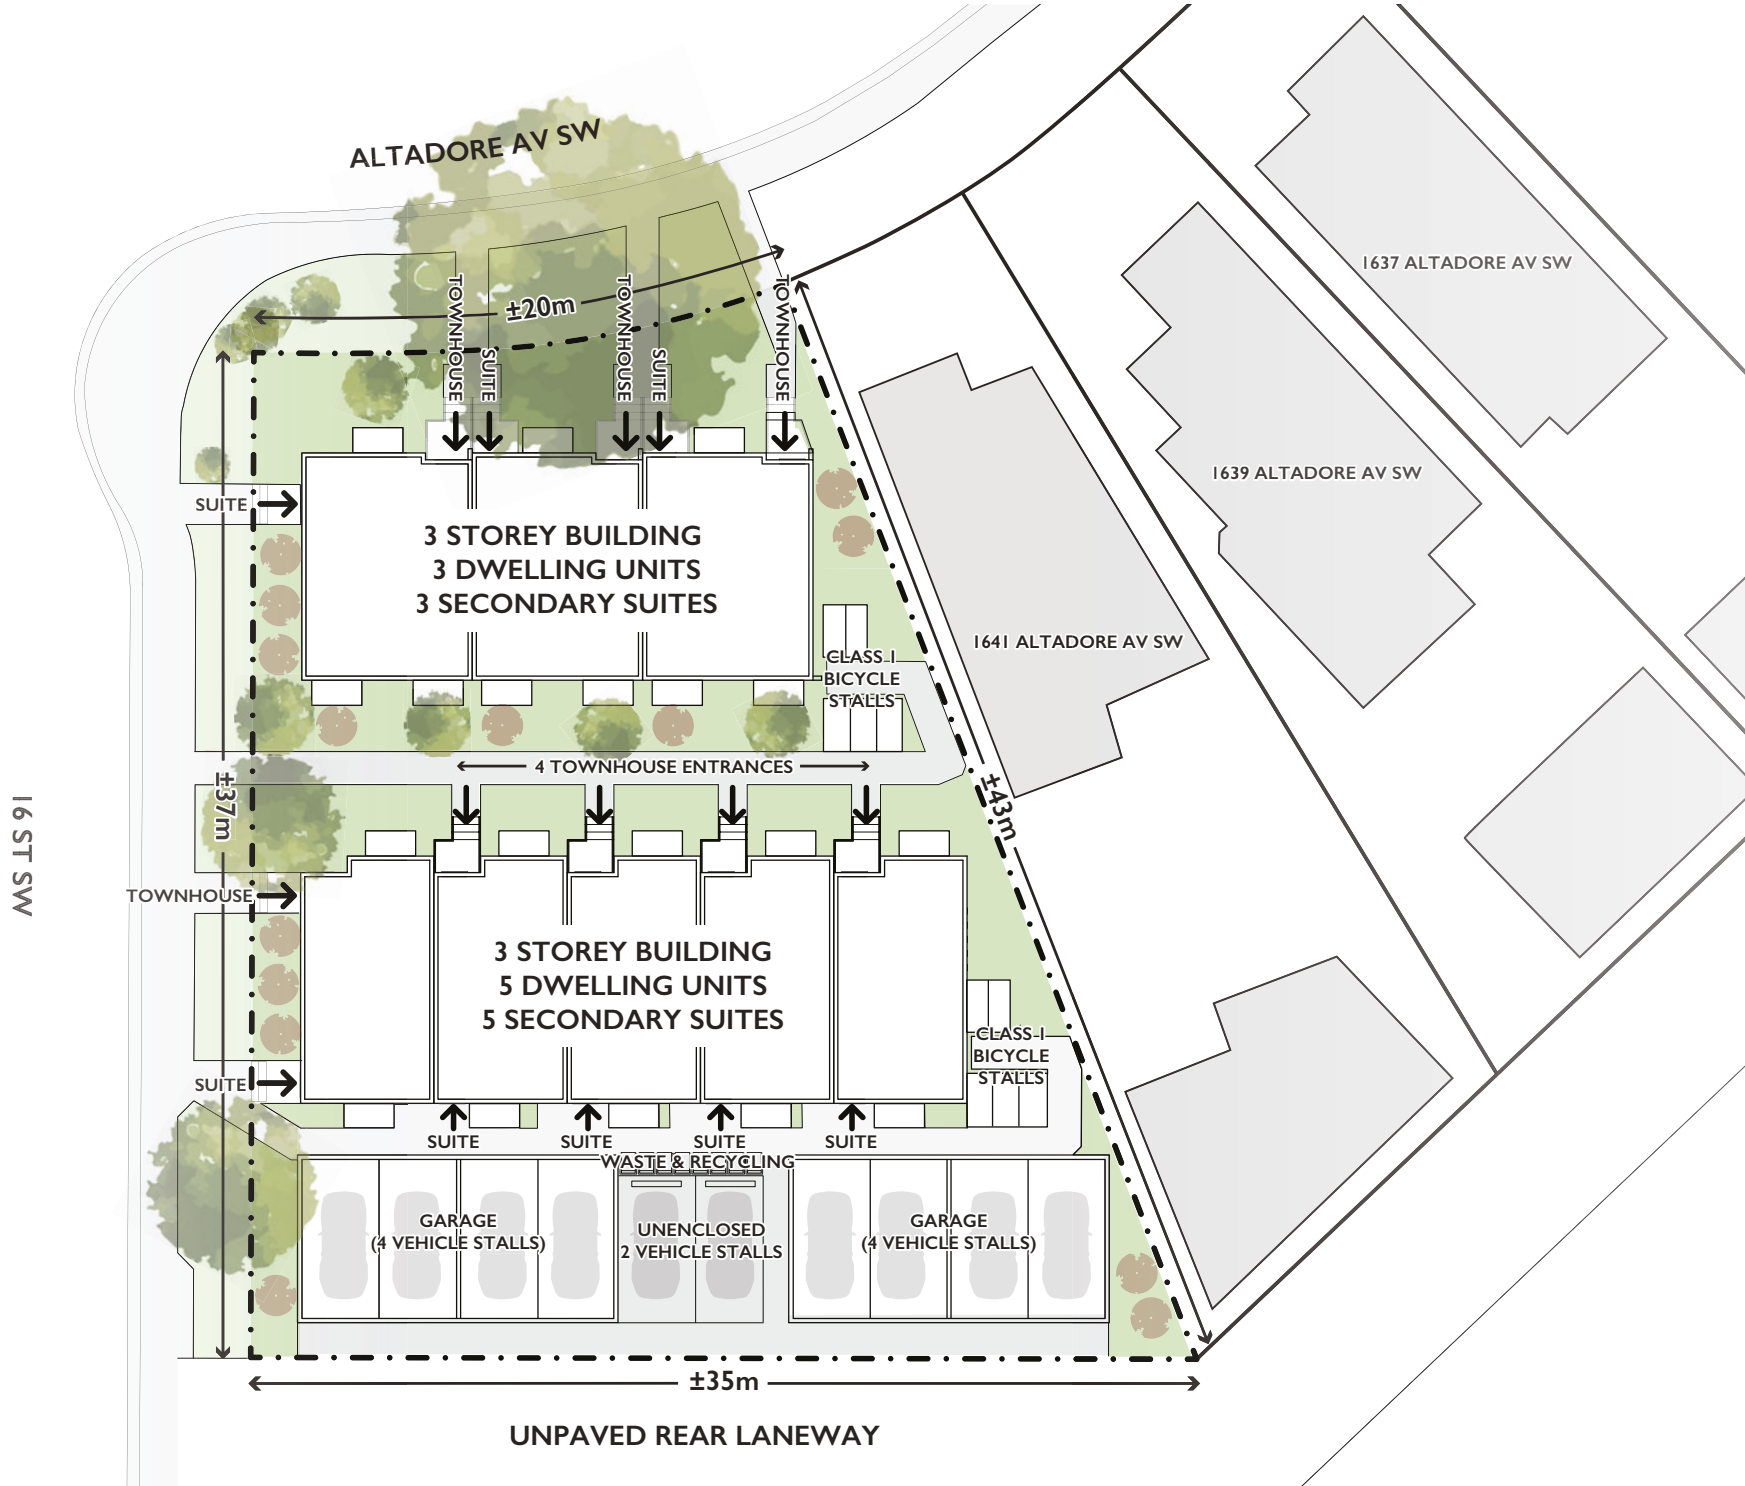 ALTADORE AV SW
1637 ALTADORE AV SW
±20m
TOWNHOUSE
SUITE
TOWNHOUSE
SUITE
TOWNHOUSE
1639 ALTADORE AV SW
SUITE
3 STOREY BUILDING
3 DWELLING UNITS
3 SECONDARY SUITES
1641 ALTADORE AV SW
CLASS 1
BICYCLE
STALLS
4 TOWNHOUSE ENTRANCES
±37m
±43m
16 ST SW
TOWNHOUSE
3 STOREY BUILDING
5 DWELLING UNITS
5 SECONDARY SUITES
CLASS 1
BICYCLE
STALLS
SUITE
SUITE
SUITE
SUITE
SUITE
WASTE & RECYCLING
GARAGE
(4 VEHICLE STALLS)
UNENCLOSED
2 VEHICLE STALLS
GARAGE
(4 VEHICLE STALLS)
±35m
UNPAVED REAR LANEWAY